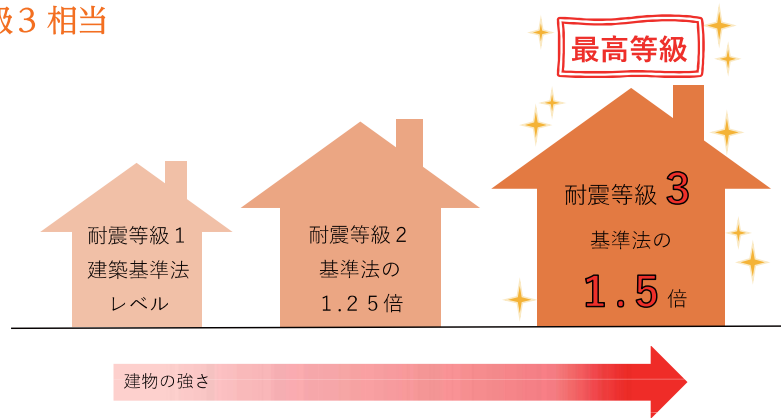 級3 相当
最高等級
耐震等級1
建築基準法
レベル
耐震等級2
基準法の
1.25倍
耐震等級3
基準法の
1.5倍
建物の強さ